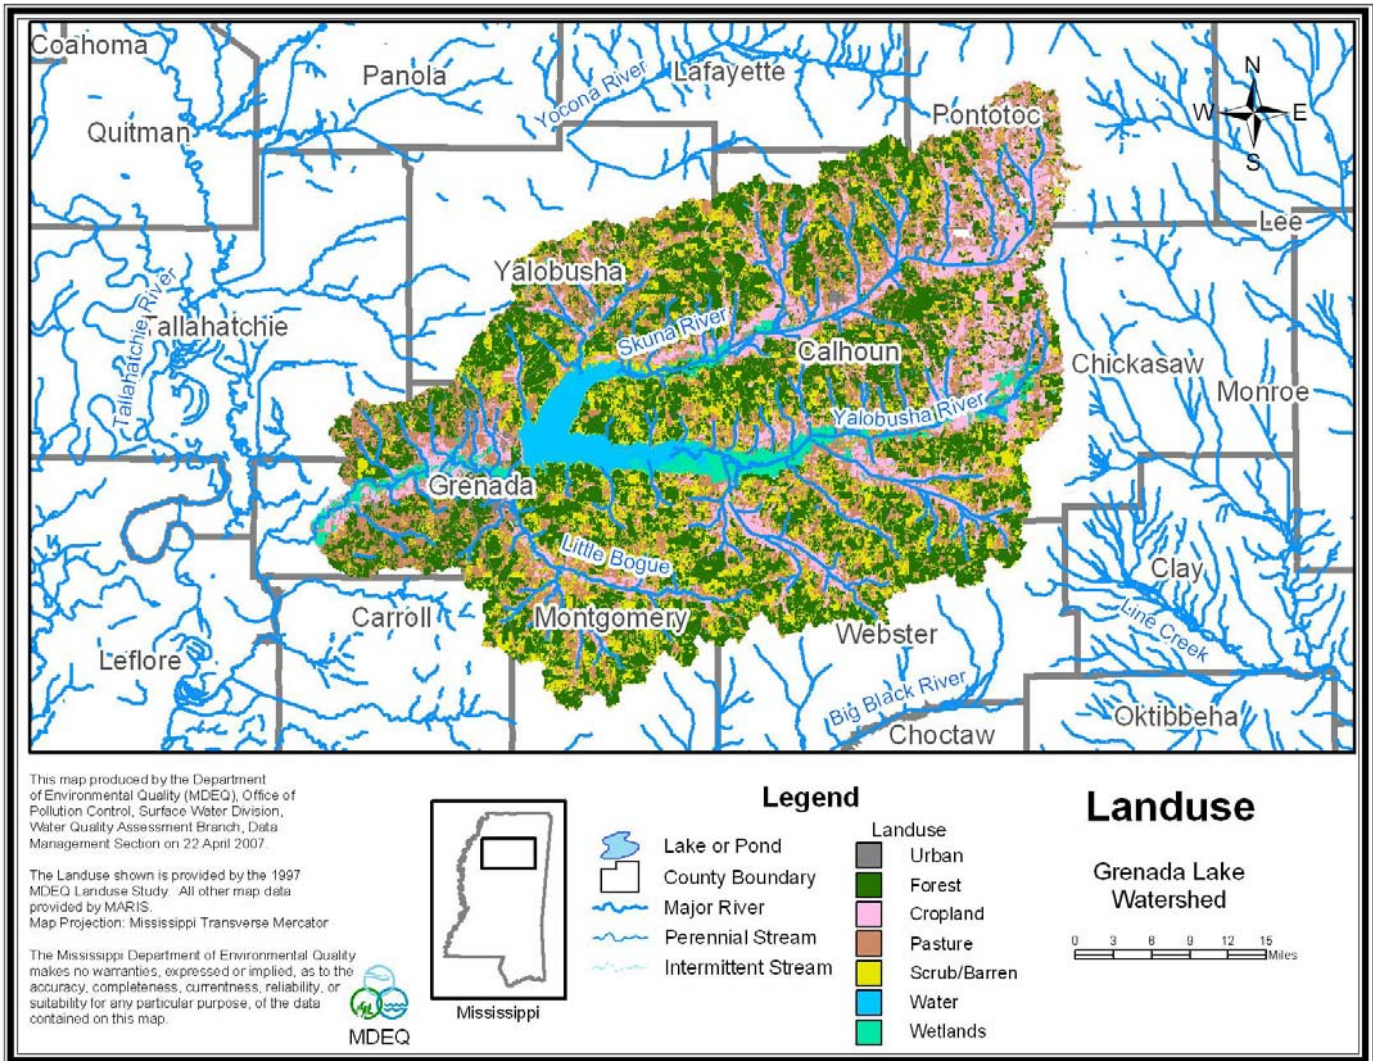 Coahoma
Panola
Lafayette
Yocona River
N
Pontotoc
W
E
Quitman
S
Lee
Yalobusha
Tallahatchie River
Tallahatchie
Skuna River
Calhoun
Chickasaw
Monroe
Yalobusha River
Grenada
Little Bogue
Clay
Line Creek
Carroll
Montgomery
Webster
Leflore
Big Black River
Oktibbeha
Choctaw
This map produced by the Department
of Environmental Quality (MDEQ), Office of
Pollution Control, Surface Water Division,
Water Quality Assessment Branch, Data
Management Section on 22 April 2007.
The Landuse shown is provided by the 1997
MDEQ Landuse Study. All other map data
provided by MARIS.
Map Projection: Mississippi Transverse Mercator
The Mississippi Department of Environmental Quality
makes no warranties, expressed or implied, as to the
accuracy, completeness, currentness, reliability, or
suitability for any particular purpose, of the data
contained on this map.
MDEQ
Mississippi
Legend
Lake or Pond
County Boundary
Major River
Perennial Stream
Intermittent Stream
Landuse
Urban
Forest
Cropland
Pasture
Scrub/Barren
Water
Wetlands
Landuse
Grenada Lake
Watershed
0 3 6 9 12 15
Miles